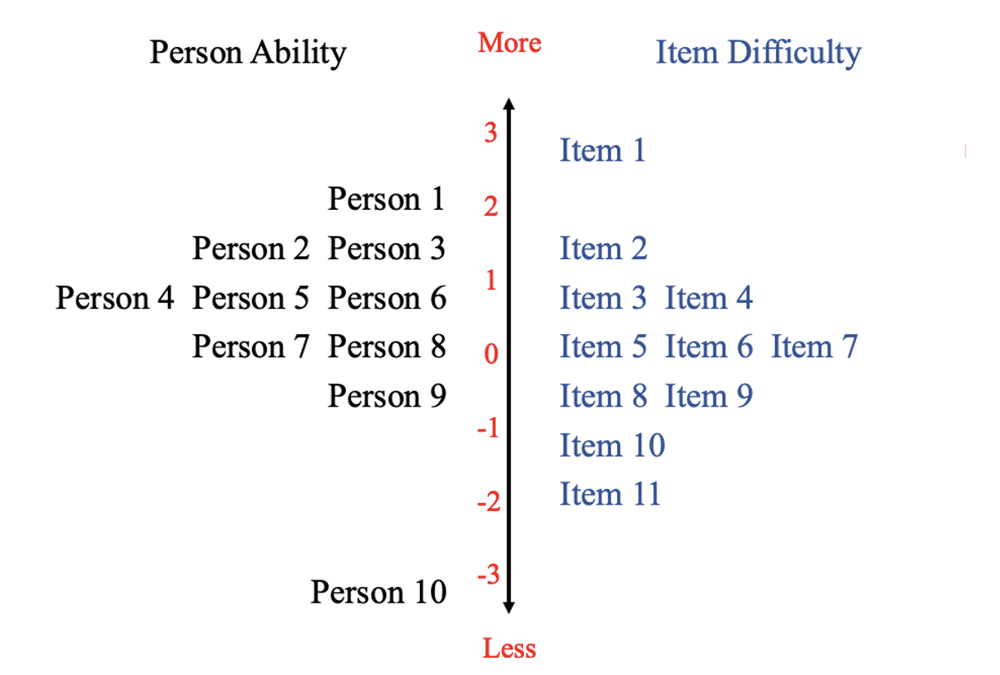 More
Person Ability Item Difficulty
3
Item 1
Person 1
2
Person 2 Person 3 Item 2
1
Person 4 Person 5 Person 6 Item 3 Item 4
Person 7 Person 8 0 Item 5 Item 6 Item 7
Person 9 Item 8 Item 9
-1
Item 10
-2 Item 11
-3
Person 10
Less